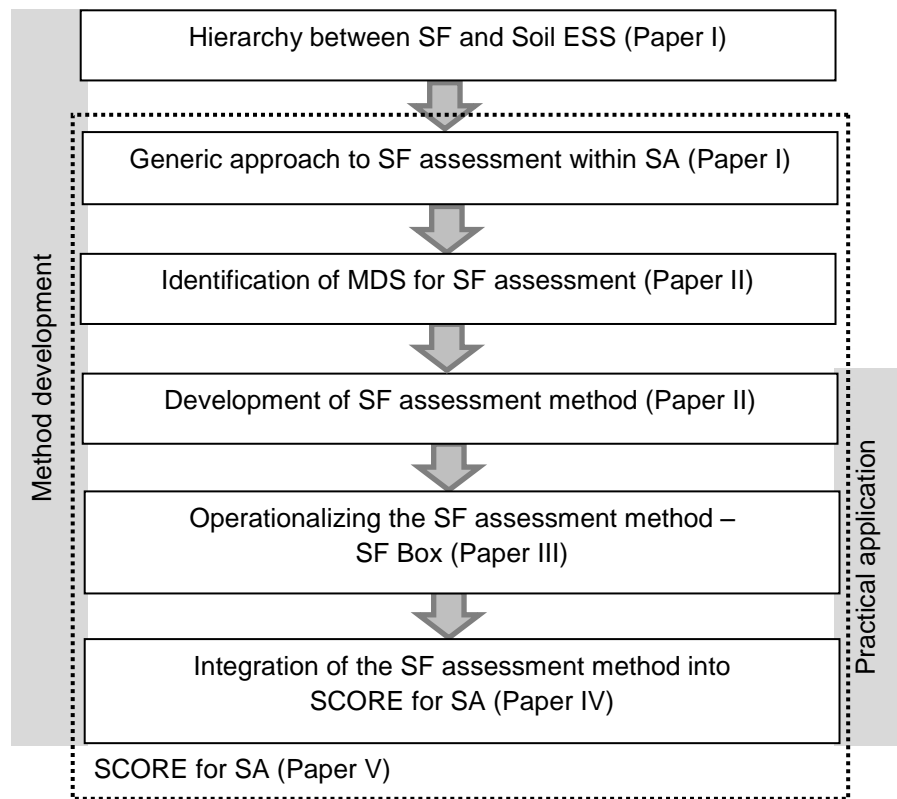 Hierarchy between SF and Soil ESS (Paper I)
Generic approach to SF assessment within SA (Paper I)
Identification of MDS for SF assessment (Paper II)
Development of SF assessment method (Paper II)
Operationalizing the SF assessment method –
SF Box (Paper III)
Integration of the SF assessment method into
SCORE for SA (Paper IV)
SCORE for SA (Paper V)
Method development
Practical application